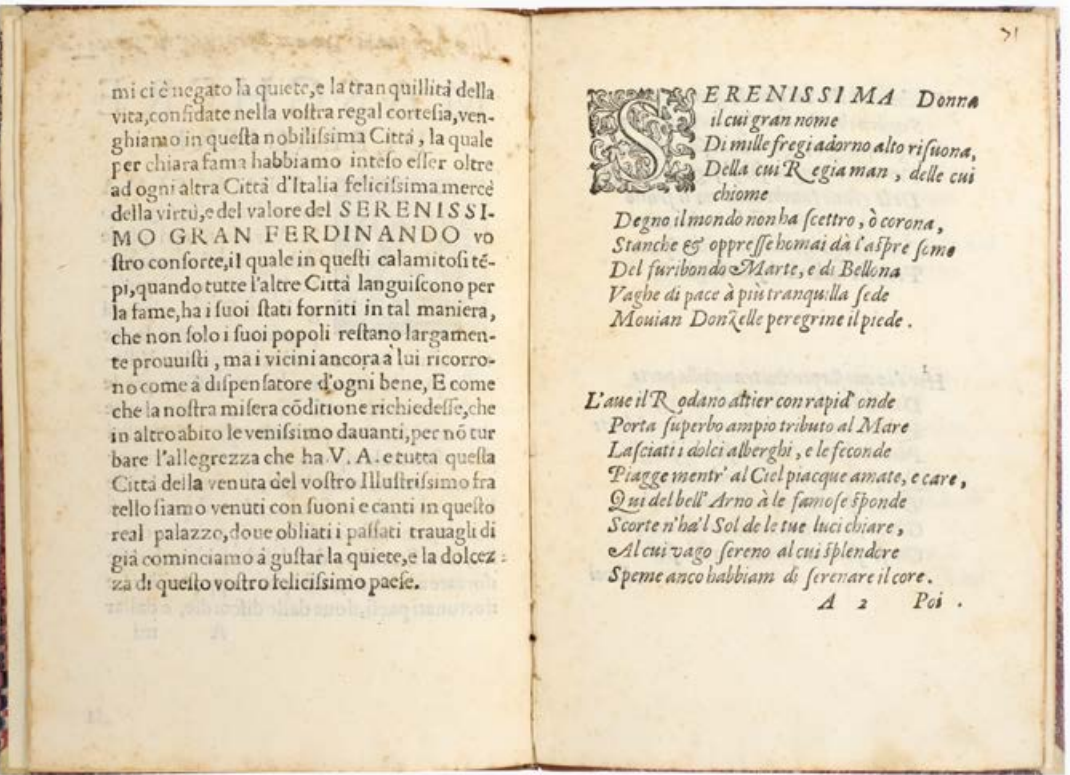 mi ci è negato la quiete, e la tranquillità della
vita, confidate nella vostra regal cortesia, ven-
ghiamo in questa nobilissima Città, la quale
per chiara fama habbiamo inteso esser oltre
ad ogni altra Città d'Italia felicissima mercè
della virtù, e del valore del SERENISSI-
MO GRAN FERDINANDO vo
stro consorte, il quale in questi calamitosi tē-
pi, quando tutte l'altre Città languiscono per
la fame, ha i suoi stati forniti in tal maniera,
che non solo i suoi popoli restano largamen-
te prouuisti, ma i vicini ancora à lui ricorro-
no come à dispensatore d'ogni bene, E come
che la nostra misera cōditione richiedesse, che
in altro abito le venissimo dauanti, per nō tur
bare l'allegrezza che ha V. A. e tutta questa
Città della venuta del vostro Illustrissimo fra
tello siamo venuti con suoni e canti in questo
real palazzo, doue obliati i passati trauagli di
già cominciamo à gustar la quiete, e la dolcez-
za di questo vostro felicissimo paese.
SERENISSIMA Donna
il cui gran nome
Di mille fregi adorno alto risuona,
Della cui Regia man, delle cui
chiome
Degno il mondo non ha scettro, ò corona,
Stanche & oppresse homai dà l'aspre some
Del furibondo Marte, e di Bellona
Vaghe di pace à più tranquilla sede
Mouian Donzelle peregrine il piede.
L'aue il Rodano altier con rapid' onde
Porta superbo ampio tributo al Mare
Lasciati i dolci alberghi, e le feconde
Piagge mentr' al Ciel piacque amate, e care,
Qui del bell' Arno à le famose sponde
Scorte n'ha'l Sol de le tue luci chiare,
Al cui vago sereno al cui splendore
Speme anco habbiam di serenare il core.
A 2 Poi.